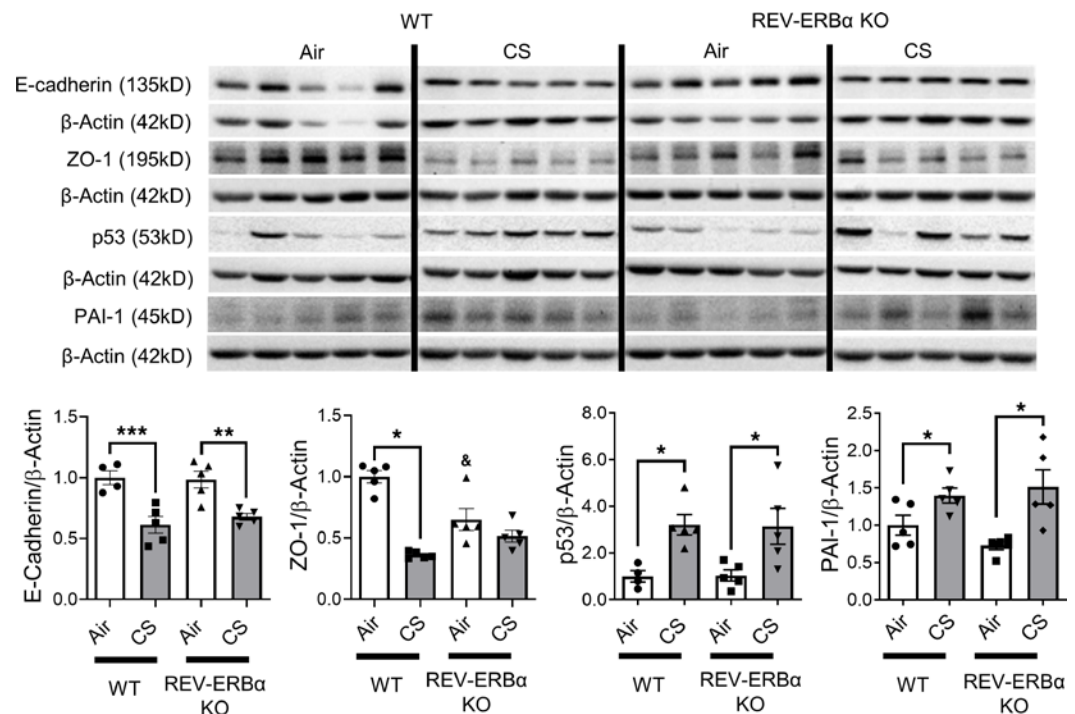 WT REV-ERBα KO
Air CS Air CS
E-cadherin (135kD)
β-Actin (42kD)
ZO-1 (195kD)
β-Actin (42kD)
p53 (53kD)
β-Actin (42kD)
PAI-1 (45kD)
β-Actin (42kD)
E-Cadherin/β-Actin
1.5
1.0
0.5
0.0
*** **
Air CS Air CS
WT REV-ERBα
KO
ZO-1/β-Actin
1.5
1.0
0.5
0.0
* &
Air CS Air CS
WT REV-ERBα
KO
p53/β-Actin
8.0
6.0
4.0
2.0
0.0
* *
Air CS Air CS
WT REV-ERBα
KO
PAI-1/β-Actin
2.5
2.0
1.5
1.0
0.5
0.0
* *
Air CS Air CS
WT REV-ERBα
KO